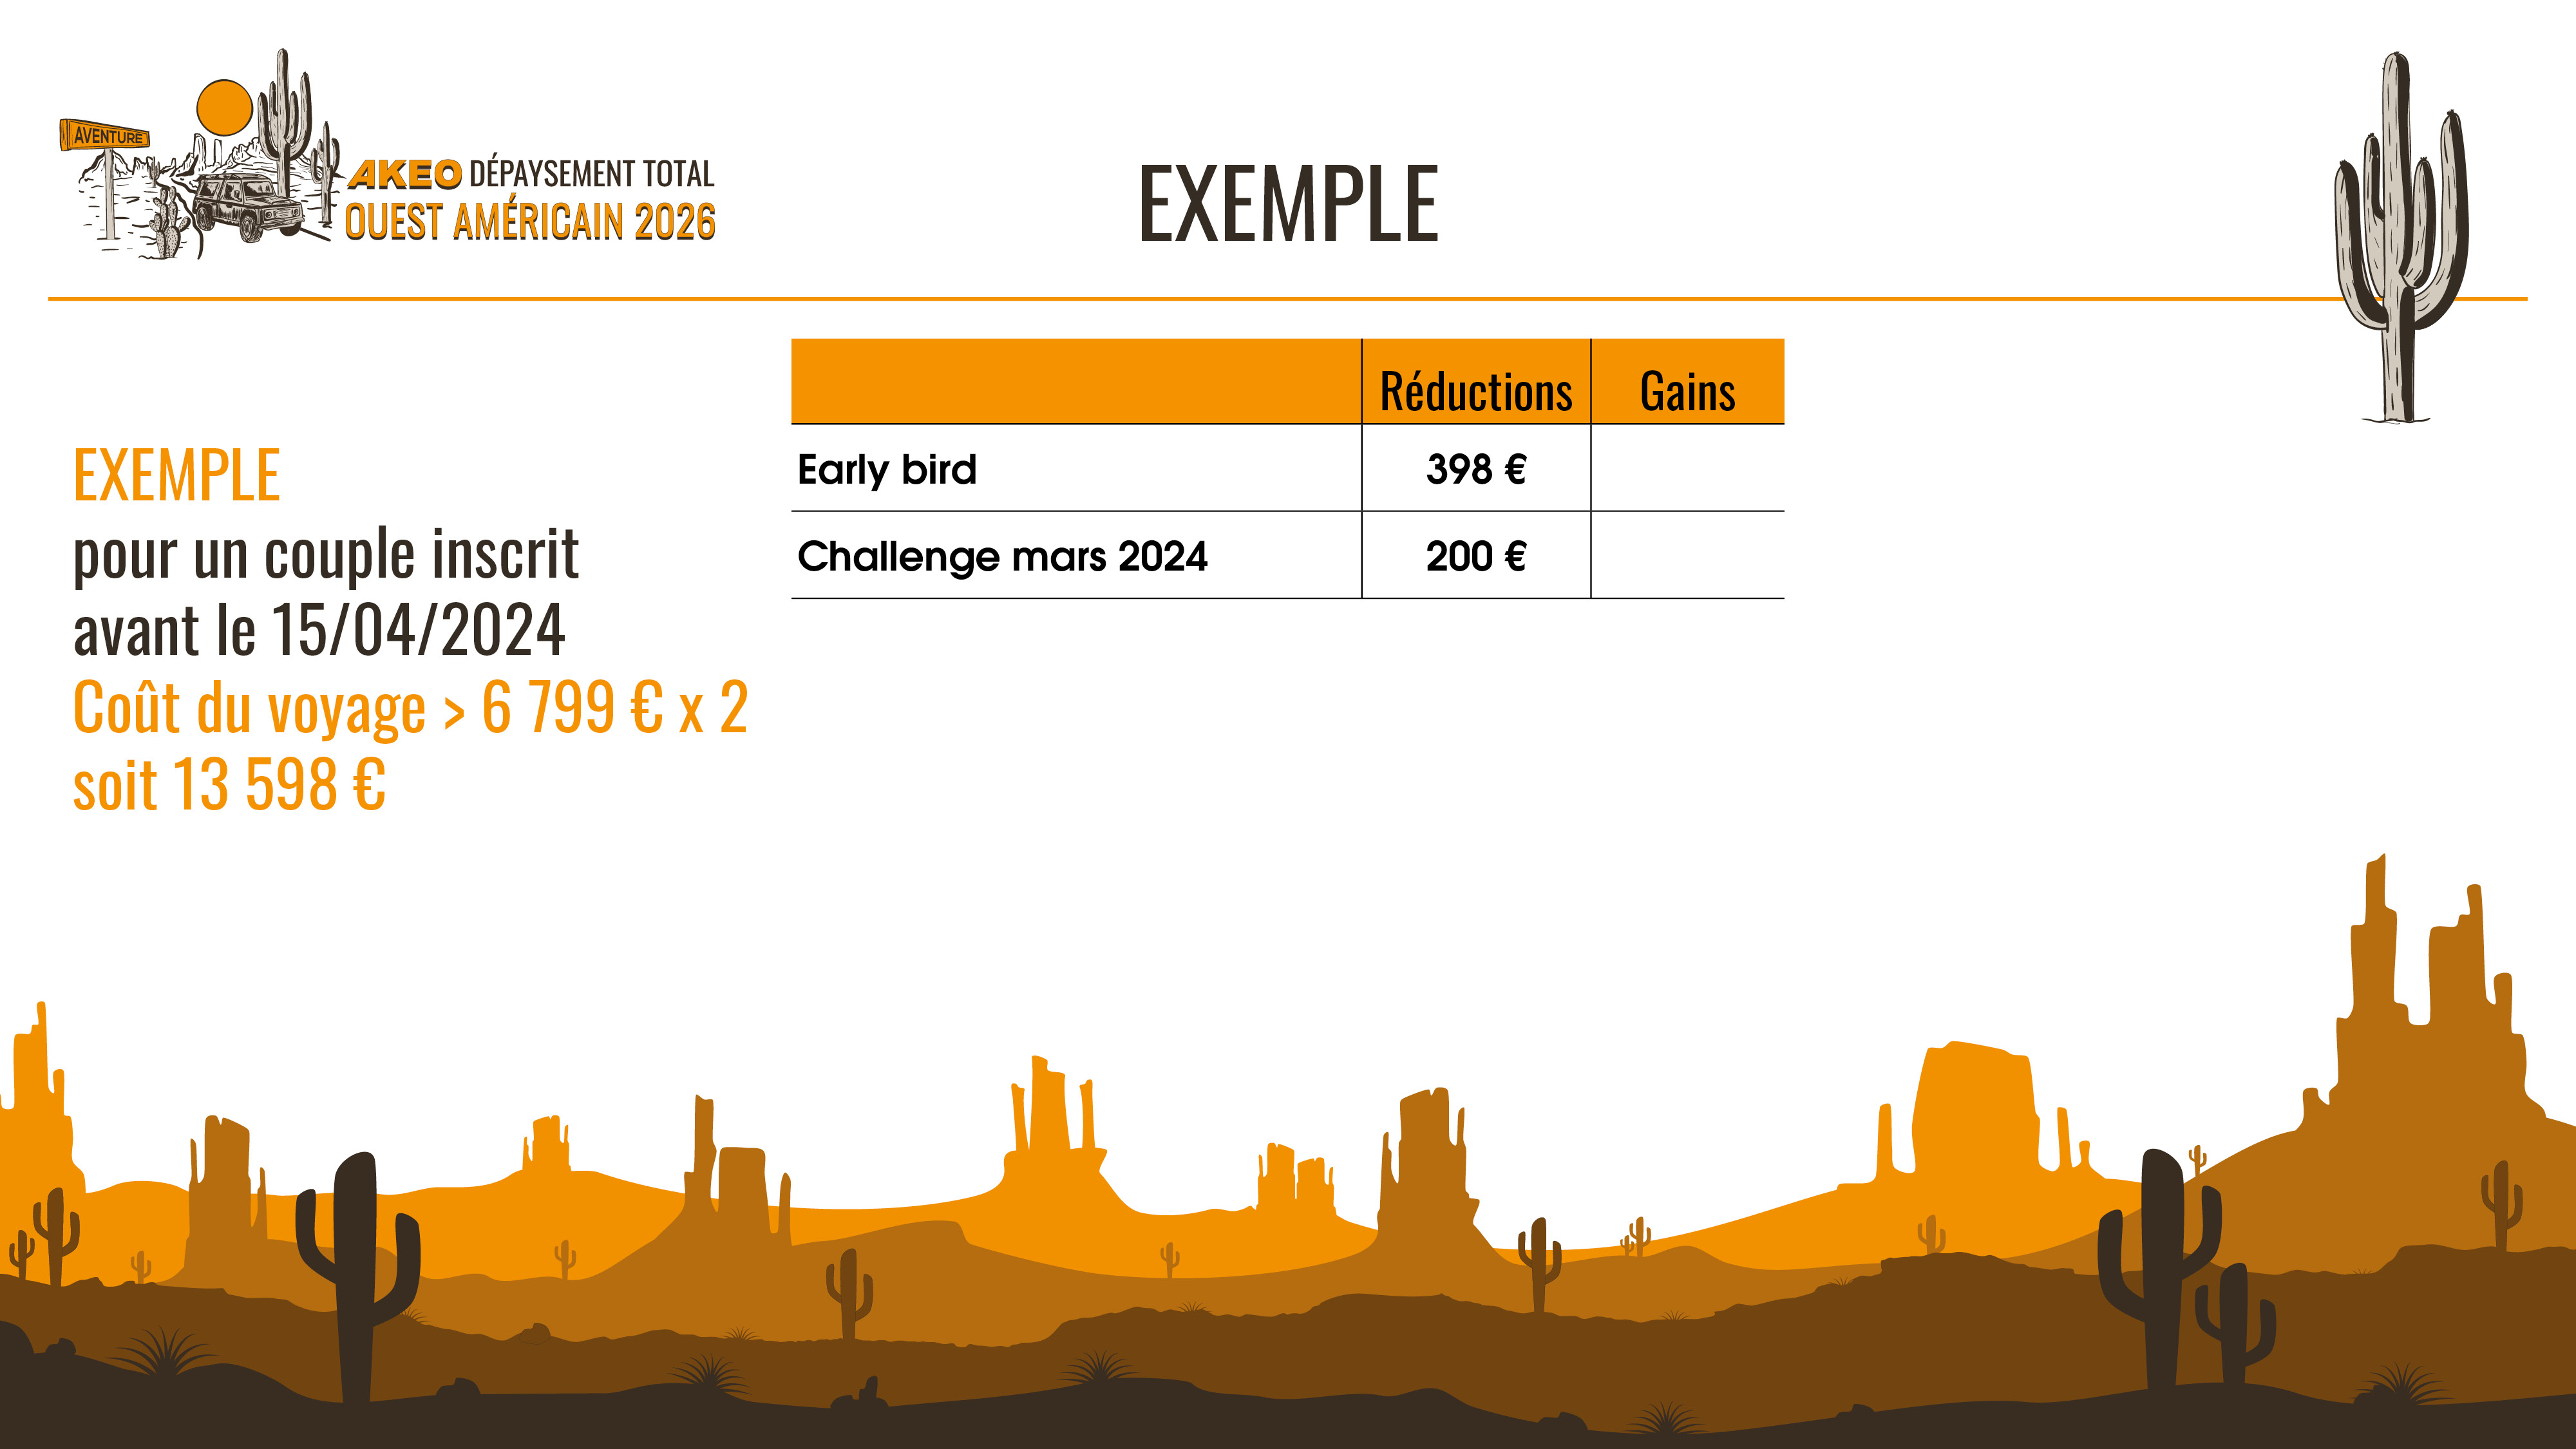 AVENTURE
AKEO DÉPAYSEMENT TOTAL
OUEST AMÉRICAIN 2026
EXEMPLE
Réductions Gains
Early bird 398 €
Challenge mars 2024 200 €
EXEMPLE
pour un couple inscrit
avant le 15/04/2024
Coût du voyage > 6 799 € x 2
soit 13 598 €